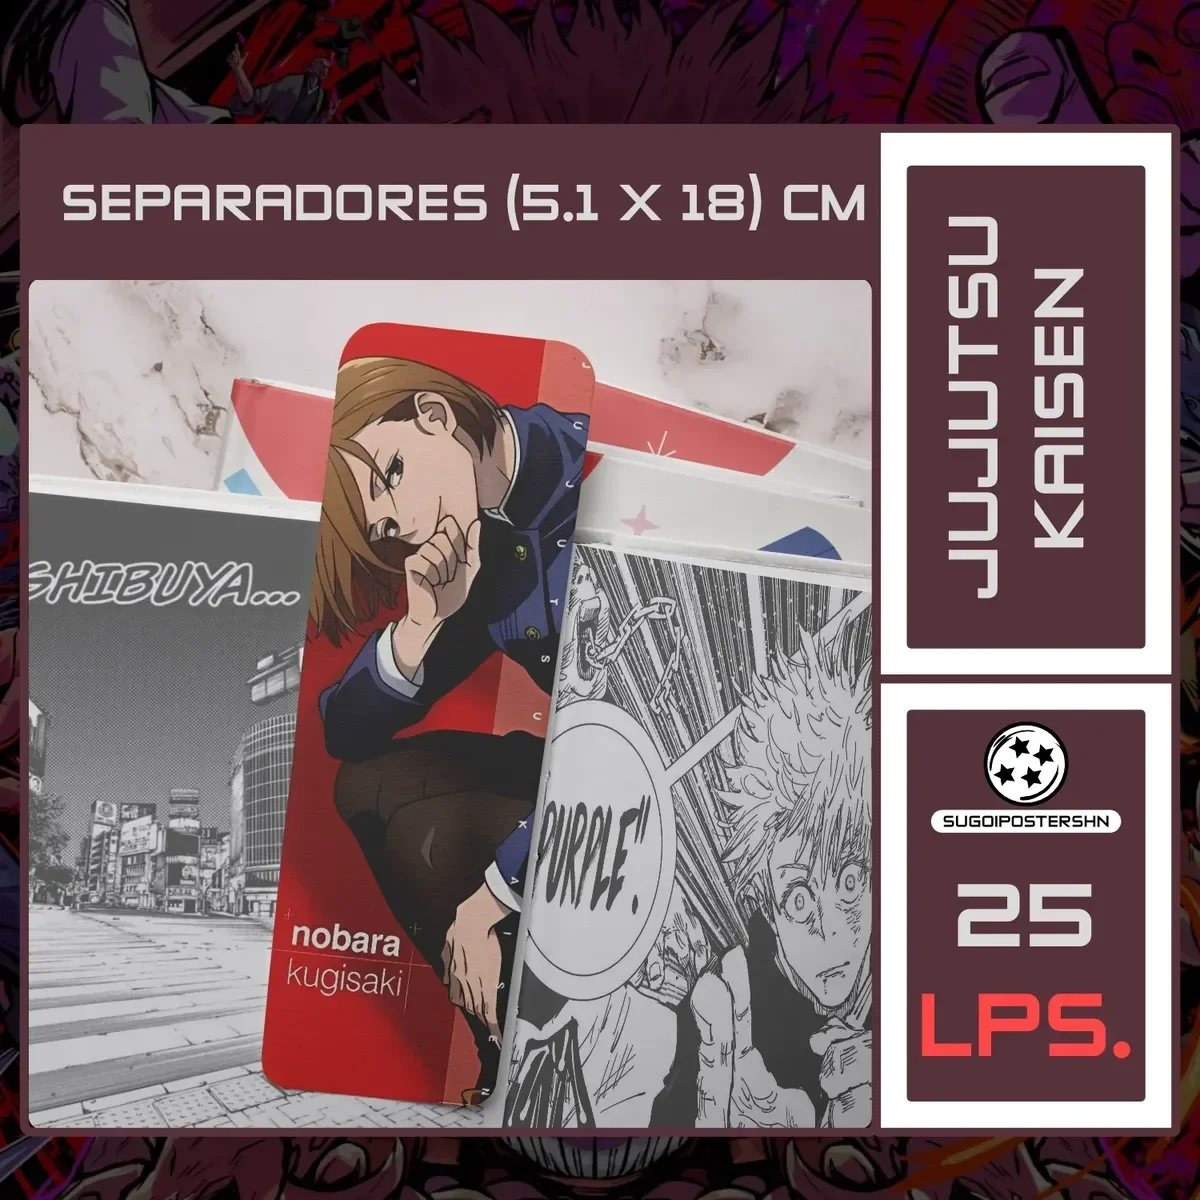 SEPARADORES (5.1 X 18) CM
JUJUTSU
KAISEN
SHIBUYA...
PURPLE".
nobara
kugisaki
SUGOIPOSTERSHN
25
LPS.